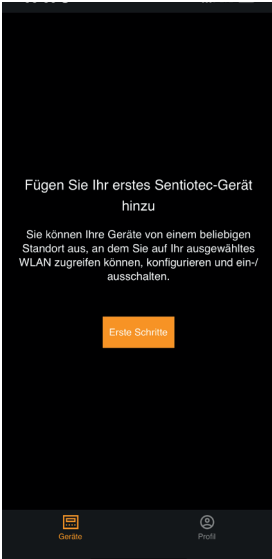 Fügen Sie Ihr erstes Sentiotec-Gerät
hinzu
Sie können Ihre Geräte von einem beliebigen
Standort aus, an dem Sie auf Ihr ausgewähltes
WLAN zugreifen können, konfigurieren und ein-/
ausschalten.
Erste Schritte
Geräte
Profil